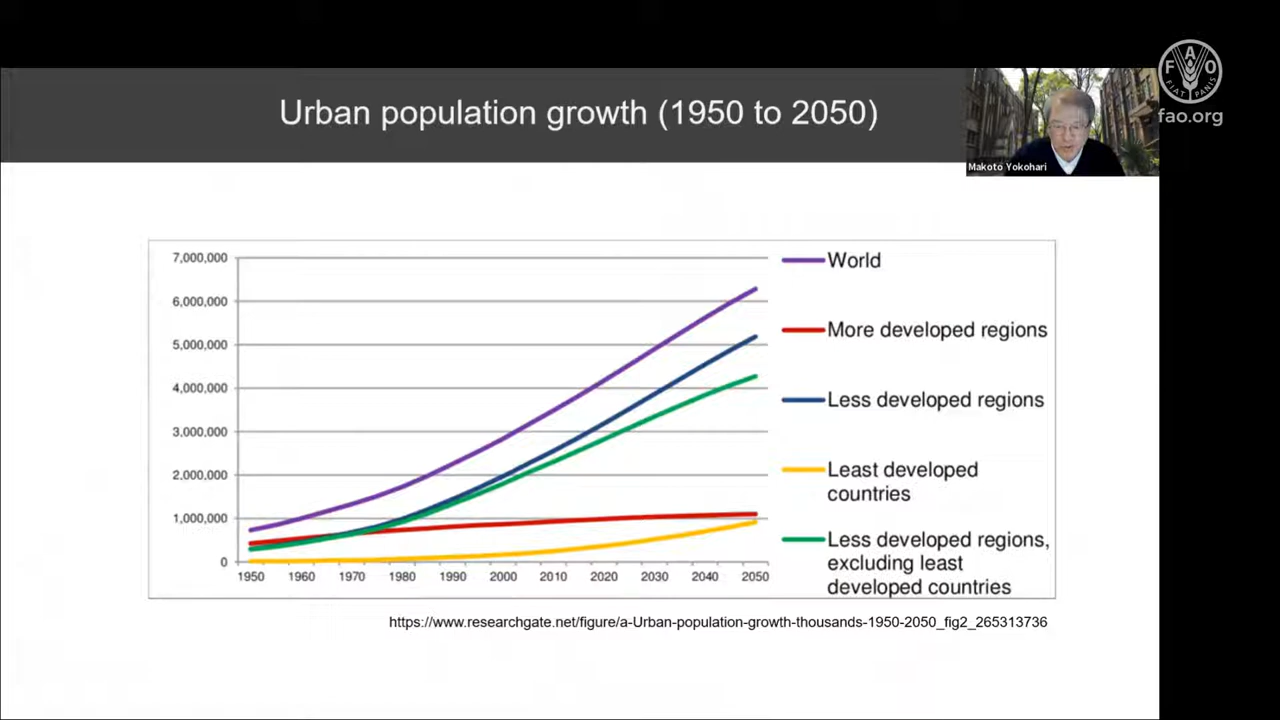 Urban population growth (1950 to 2050)
F A O
FIAT PANIS
fao.org
Makoto Yokohari
7,000,000
6,000,000
5,000,000
4,000,000
3,000,000
2,000,000
1,000,000
0
1950 1960 1970 1980 1990 2000 2010 2020 2030 2040 2050
World
More developed regions
Less developed regions
Least developed
countries
Less developed regions,
excluding least
developed countries
https://www.researchgate.net/figure/a-Urban-population-growth-thousands-1950-2050_fig2_265313736